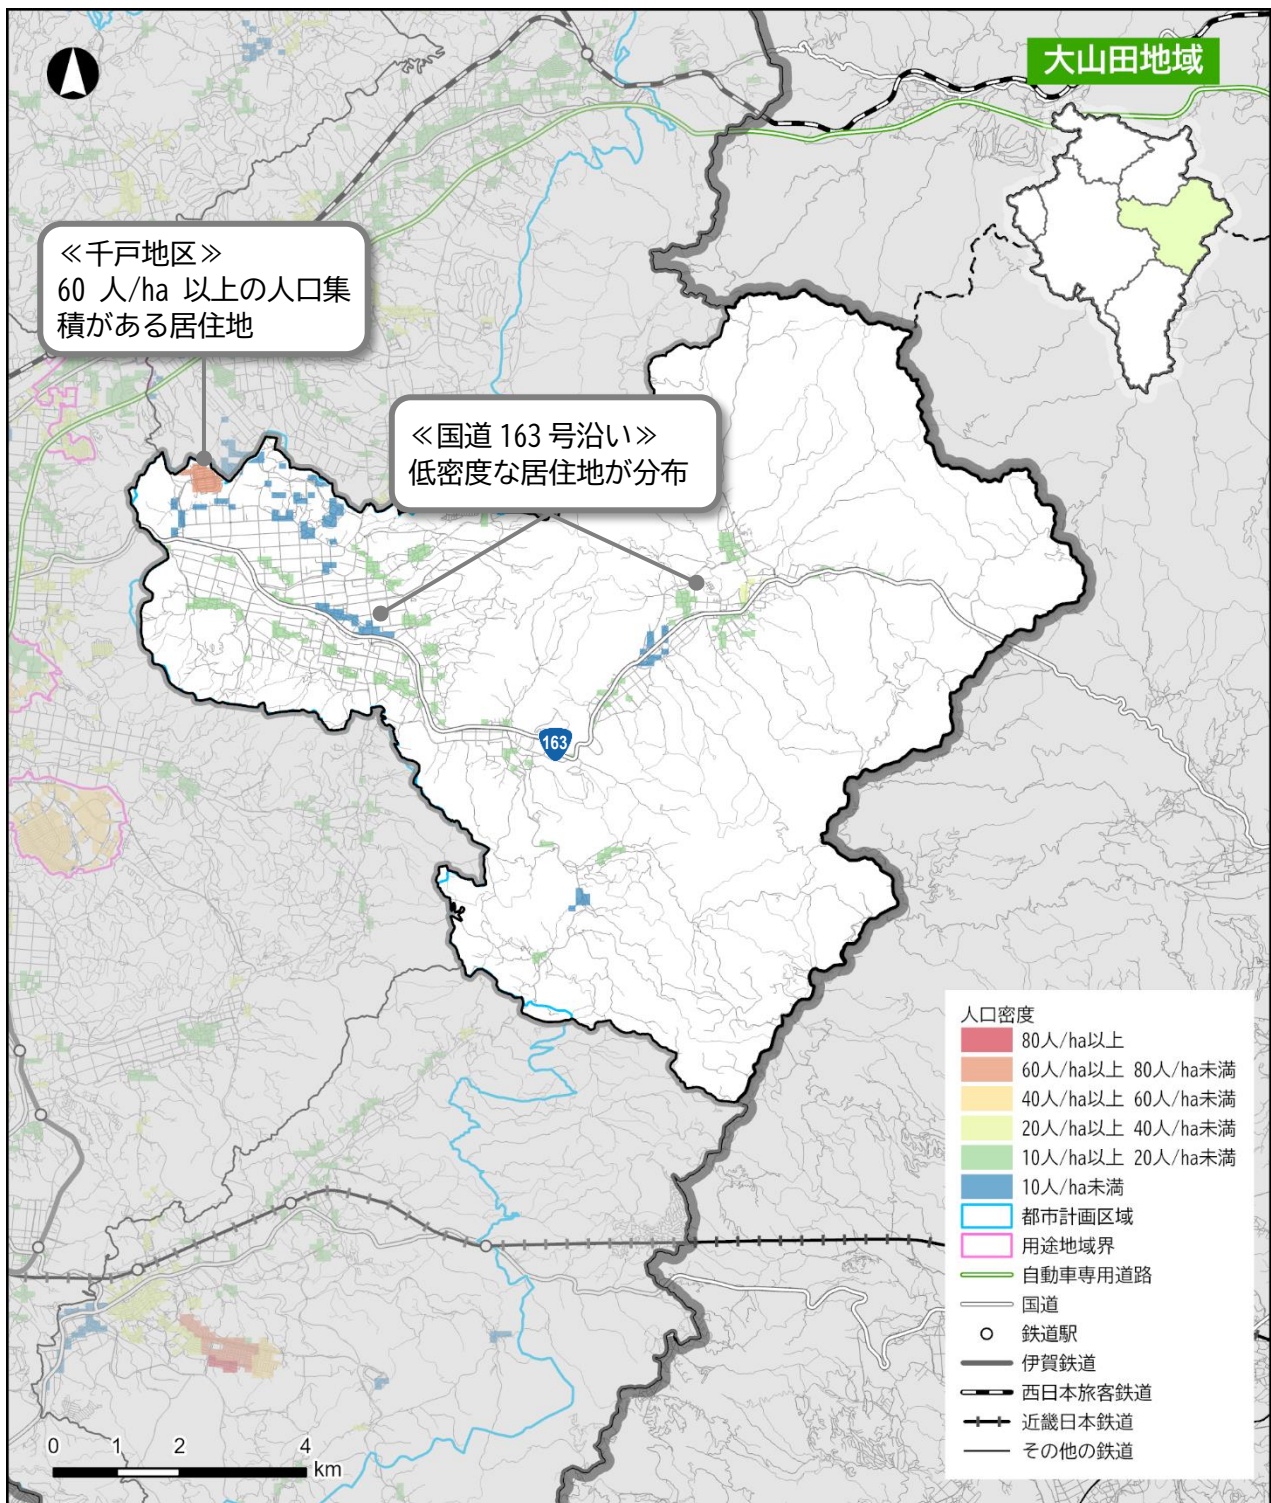 大山田地域
≪千戸地区≫
60 人/ha 以上の人口集
積がある居住地
≪国道 163 号沿い≫
低密度な居住地が分布
163
人口密度
80人/ha以上
60人/ha以上 80人/ha未満
40人/ha以上 60人/ha未満
20人/ha以上 40人/ha未満
10人/ha以上 20人/ha未満
10人/ha未満
都市計画区域
用途地域界
自動車専用道路
国道
鉄道駅
伊賀鉄道
西日本旅客鉄道
近畿日本鉄道
その他の鉄道
0 1 2 4
km